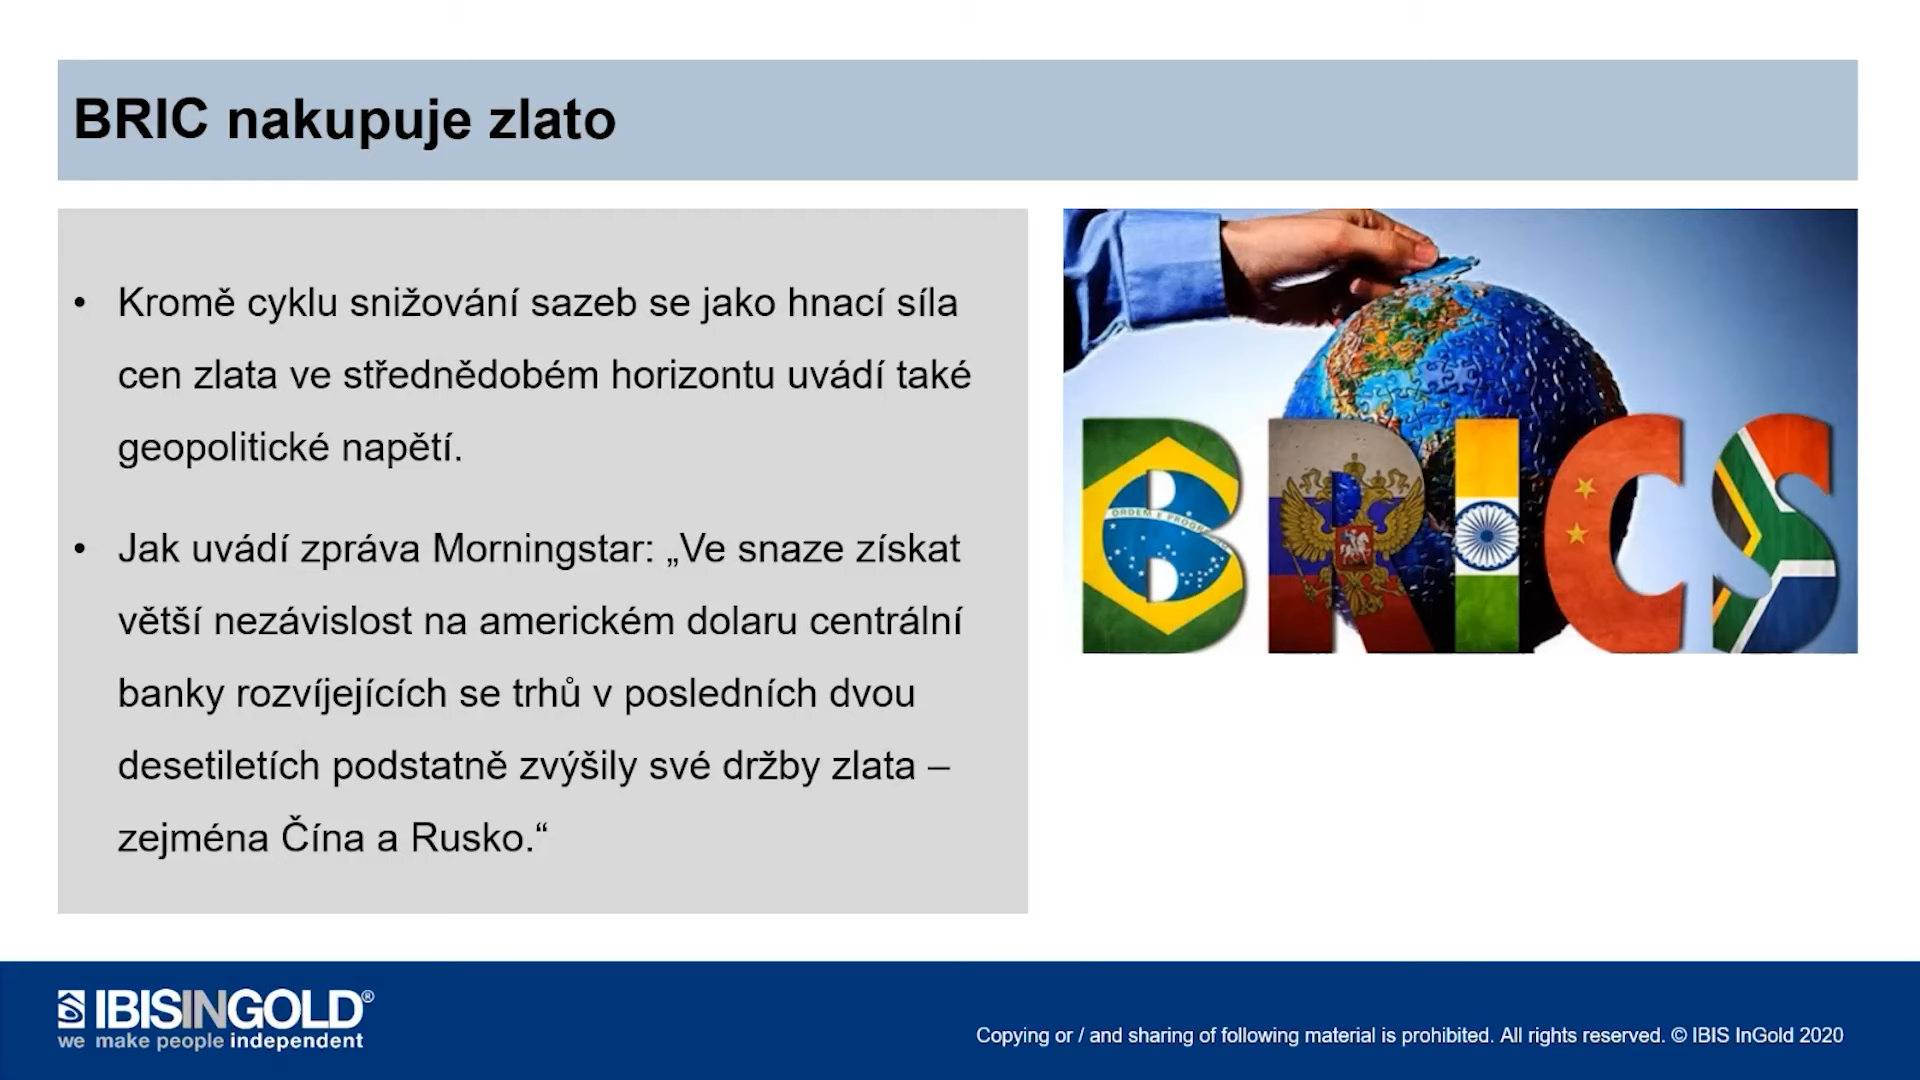 BRIC nakupuje zlato
• Kromě cyklu snižování sazeb se jako hnací síla
cen zlata ve střednědobém horizontu uvádí také
geopolitické napětí.
• Jak uvádí zpráva Morningstar: „Ve snaze získat
větší nezávislost na americkém dolaru centrální
banky rozvíjejících se trhů v posledních dvou
desetiletích podstatně zvýšily své držby zlata –
zejména Čína a Rusko.“
BRICS
ORDEM E PROGR
IBISINGOLD®
we make people independent
Copying or / and sharing of following material is prohibited. All rights reserved. © IBIS InGold 2020